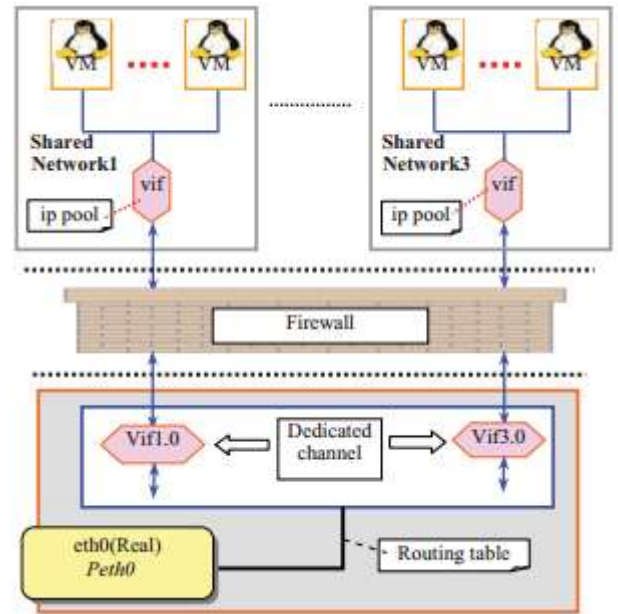 VM
VM
VM
VM
Shared
Network1
Shared
Network3
vif
vif
ip pool
ip pool
Firewall
Vif1.0
Dedicated
channel
Vif3.0
eth0(Real)
Peth0
Routing table